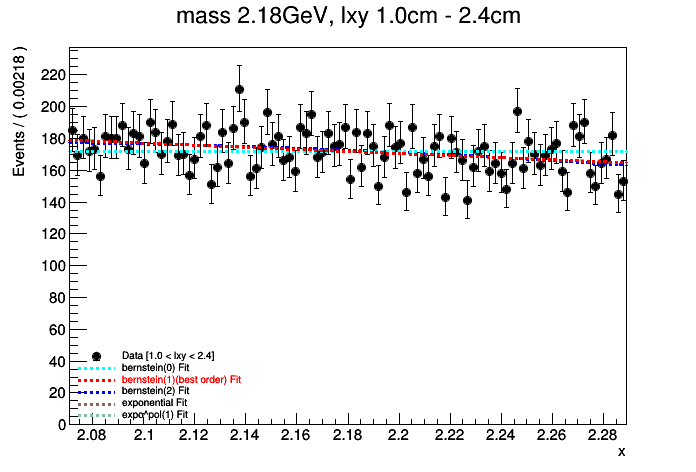 mass 2.18GeV, lxy 1.0cm - 2.4cm
Events / ( 0.00218 )
220
200
180
160
140
120
100
80
60
40
20
0
Data [1.0 < lxy < 2.4]
bernstein(0) Fit
bernstein(1)(best order) Fit
bernstein(2) Fit
exponential Fit
expo*pol(1) Fit
2.08 2.1 2.12 2.14 2.16 2.18 2.2 2.22 2.24 2.26 2.28
x